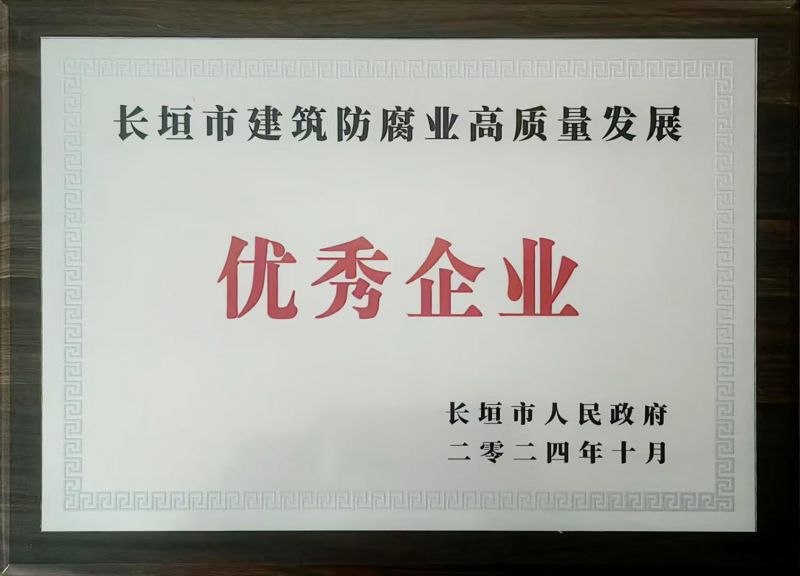 长垣市建筑防腐业高质量发展
优秀企业
长垣市人民政府
二零二四年十月